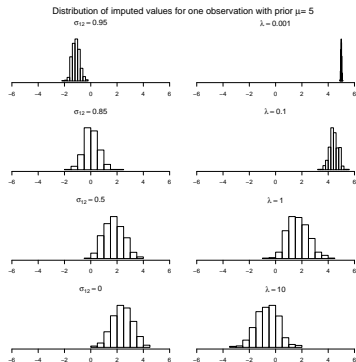 Distribution of imputed values for one observation with prior μ= 5
σ₁₂ = 0.95
λ = 0.001
−6 −4 −2 0 2 4 6
−6 −4 −2 0 2 4 6
σ₁₂ = 0.85
λ = 0.1
−6 −4 −2 0 2 4 6
−6 −4 −2 0 2 4 6
σ₁₂ = 0.5
λ = 1
−6 −4 −2 0 2 4 6
−6 −4 −2 0 2 4 6
σ₁₂ = 0
λ = 10
−6 −4 −2 0 2 4 6
−6 −4 −2 0 2 4 6